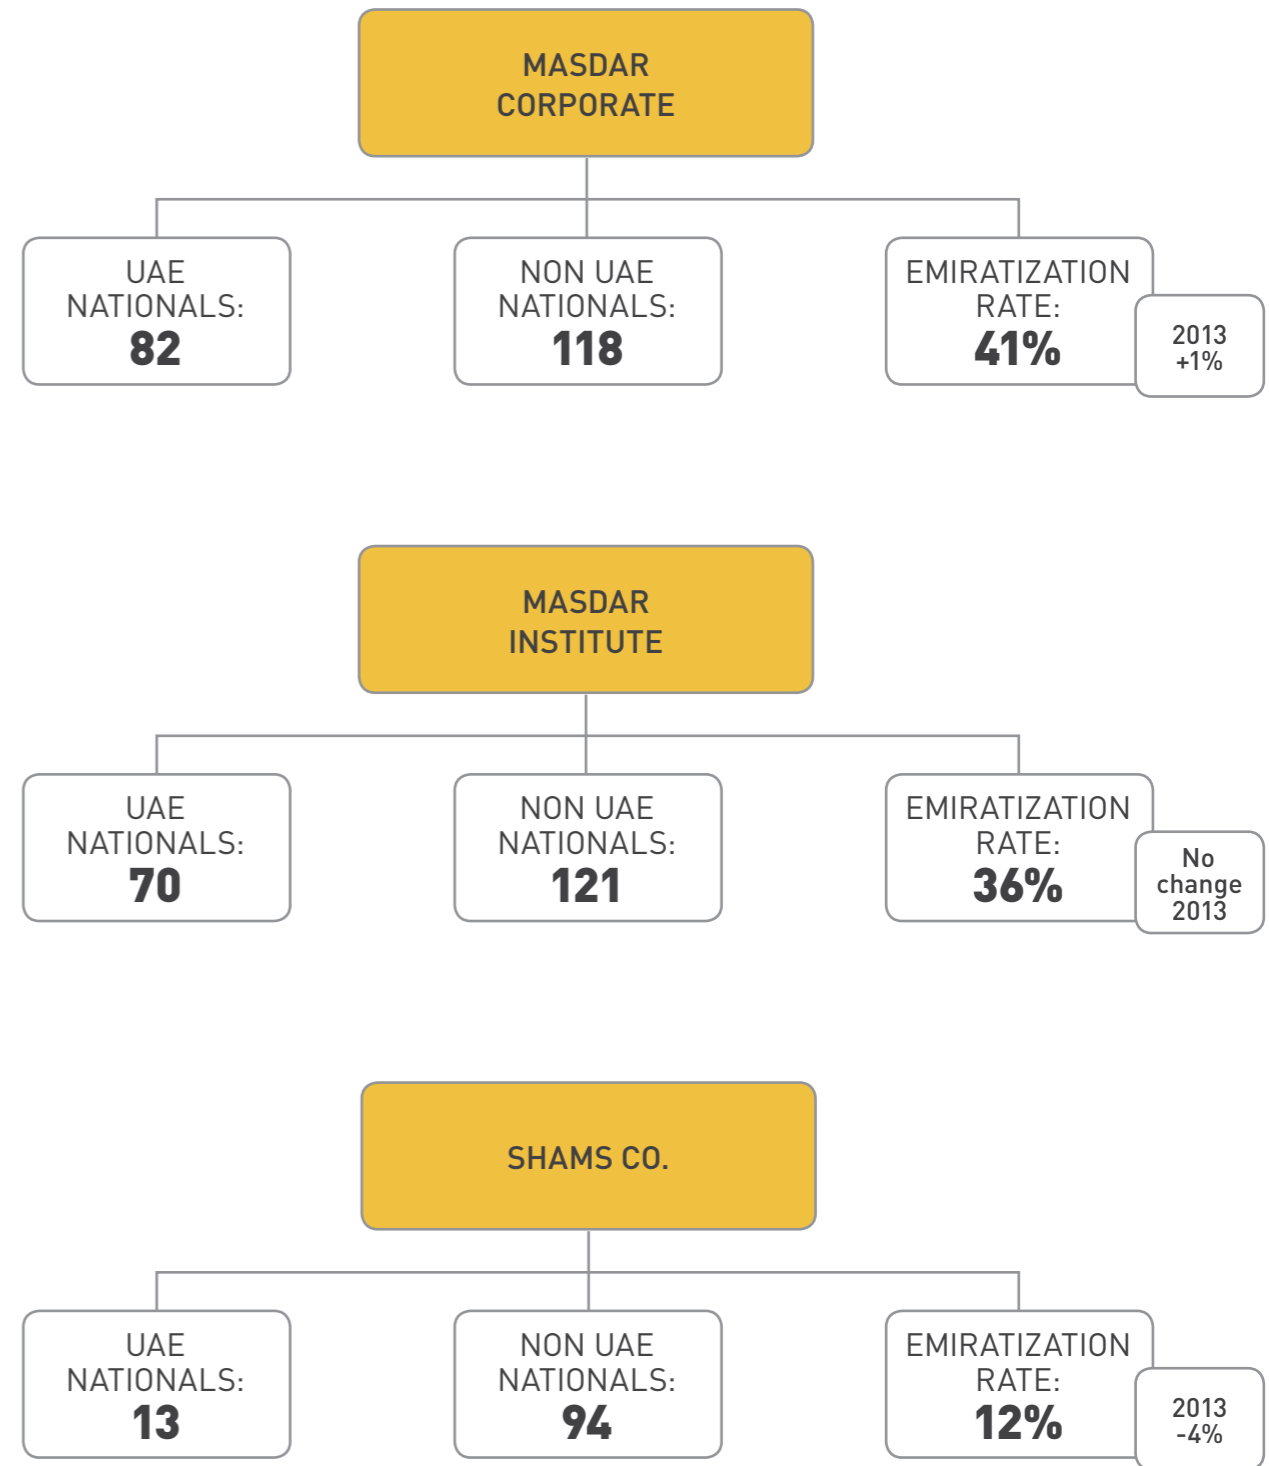 MASDAR
CORPORATE
UAE
NATIONALS:
82
NON UAE
NATIONALS:
118
EMIRATIZATION
RATE:
41%
2013
+1%
MASDAR
INSTITUTE
UAE
NATIONALS:
70
NON UAE
NATIONALS:
121
EMIRATIZATION
RATE:
36%
No
change
2013
SHAMS CO.
UAE
NATIONALS:
13
NON UAE
NATIONALS:
94
EMIRATIZATION
RATE:
12%
2013
-4%